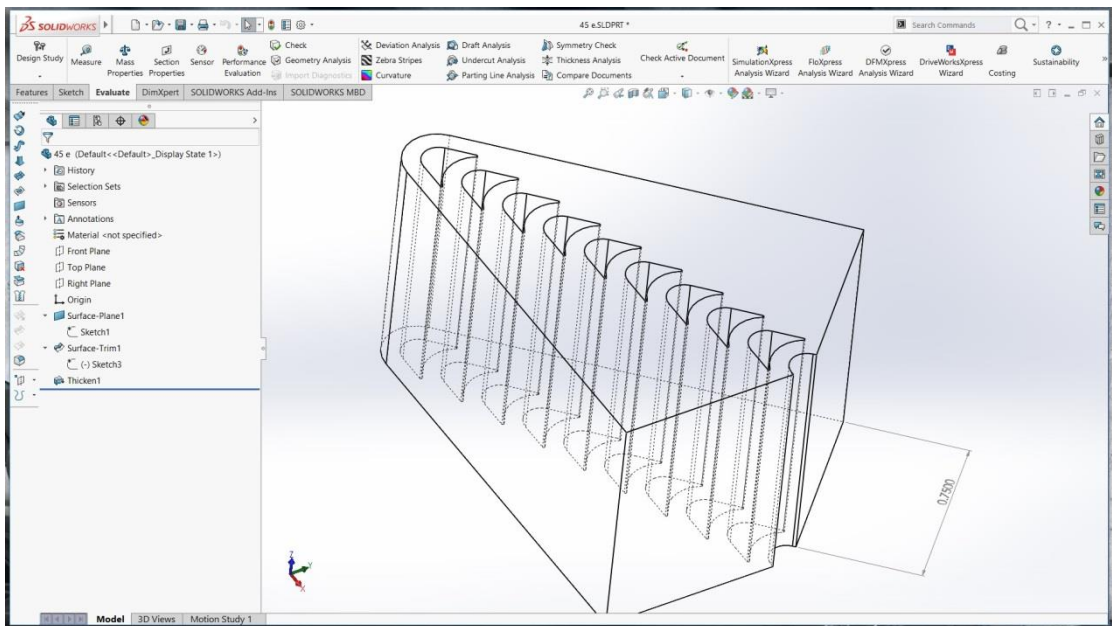 SOLIDWORKS
45 e.SLDPRT *
Search Commands
Design Study
Measure
Mass Properties
Section Properties
Sensor
Performance Evaluation
Check
Geometry Analysis
Import Diagnostics
Deviation Analysis
Zebra Stripes
Curvature
Draft Analysis
Undercut Analysis
Parting Line Analysis
Symmetry Check
Thickness Analysis
Compare Documents
Check Active Document
SimulationXpress Analysis Wizard
FloXpress Analysis Wizard
DFMXpress Analysis Wizard
DriveWorksXpress Wizard
Costing
Sustainability
Features Sketch Evaluate DimXpert SOLIDWORKS Add-Ins SOLIDWORKS MBD
45 e (Default<<Default>_Display State 1>)
History
Selection Sets
Sensors
Annotations
Material <not specified>
Front Plane
Top Plane
Right Plane
Origin
Surface-Plane1
Sketch1
Surface-Trim1
(-) Sketch3
Thicken1
0.7500
Z
Y
X
Model 3D Views Motion Study 1